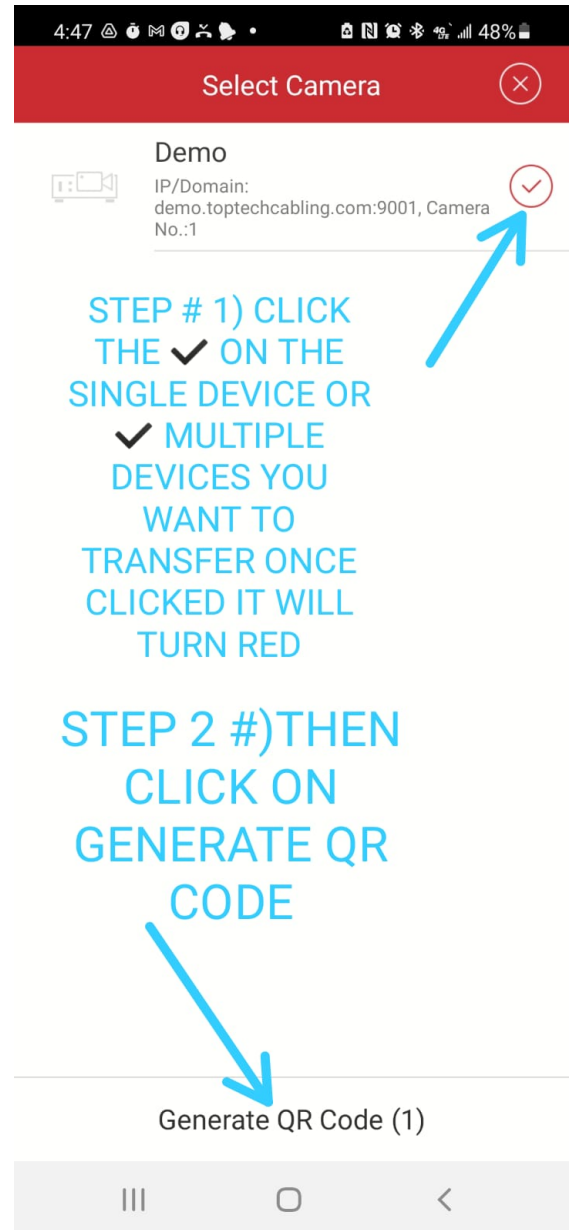 4:47 48%
Select Camera
Demo
IP/Domain:
demo.toptechcabling.com:9001, Camera
No.:1
STEP # 1) CLICK
THE ✔ ON THE
SINGLE DEVICE OR
✔ MULTIPLE
DEVICES YOU
WANT TO
TRANSFER ONCE
CLICKED IT WILL
TURN RED
STEP 2 #)THEN
CLICK ON
GENERATE QR
CODE
Generate QR Code (1)